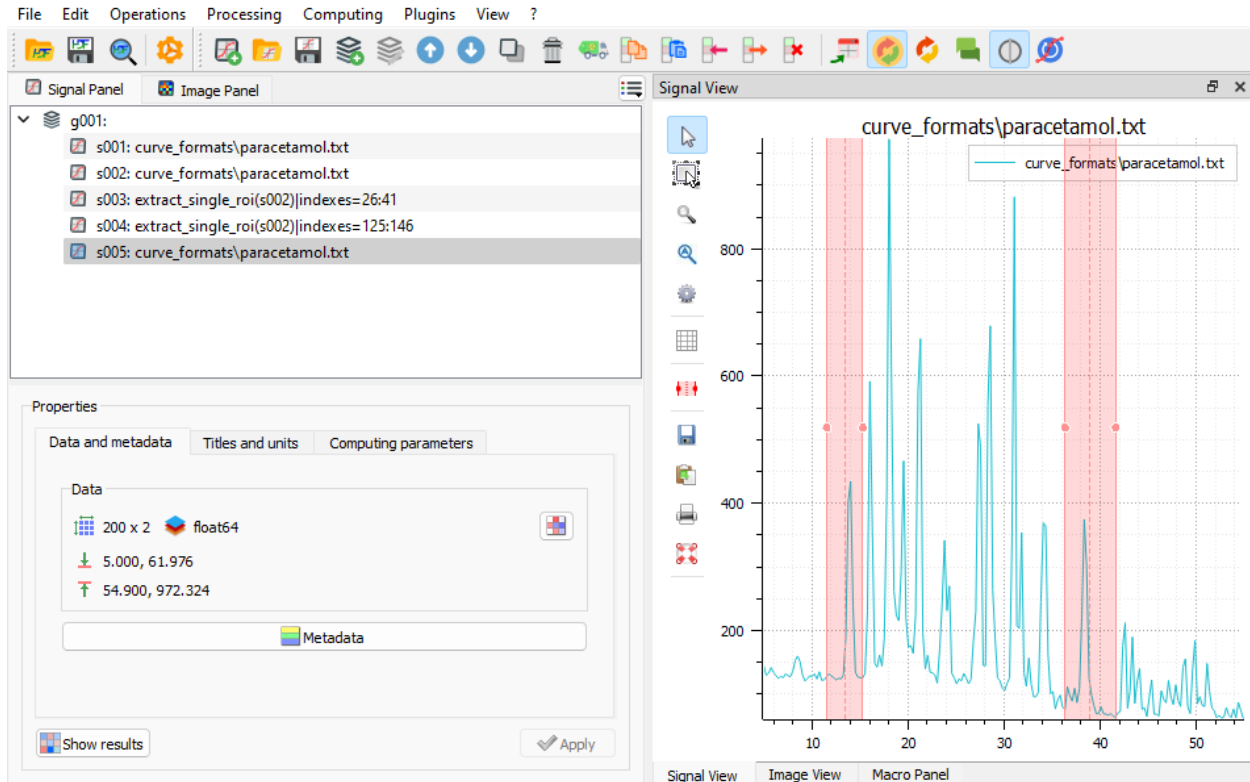 File Edit Operations Processing Computing Plugins View ?
Signal Panel Image Panel
g001:
s001: curve_formats\paracetamol.txt
s002: curve_formats\paracetamol.txt
s003: extract_single_roi(s002)|indexes=26:41
s004: extract_single_roi(s002)|indexes=125:146
s005: curve_formats\paracetamol.txt
Properties
Data and metadata Titles and units Computing parameters
Data
200 x 2 float64
5.000, 61.976
54.900, 972.324
Metadata
Show results Apply
Signal View
curve_formats\paracetamol.txt
curve_formats\paracetamol.txt
800
600
400
200
10 20 30 40 50
Signal View Image View Macro Panel